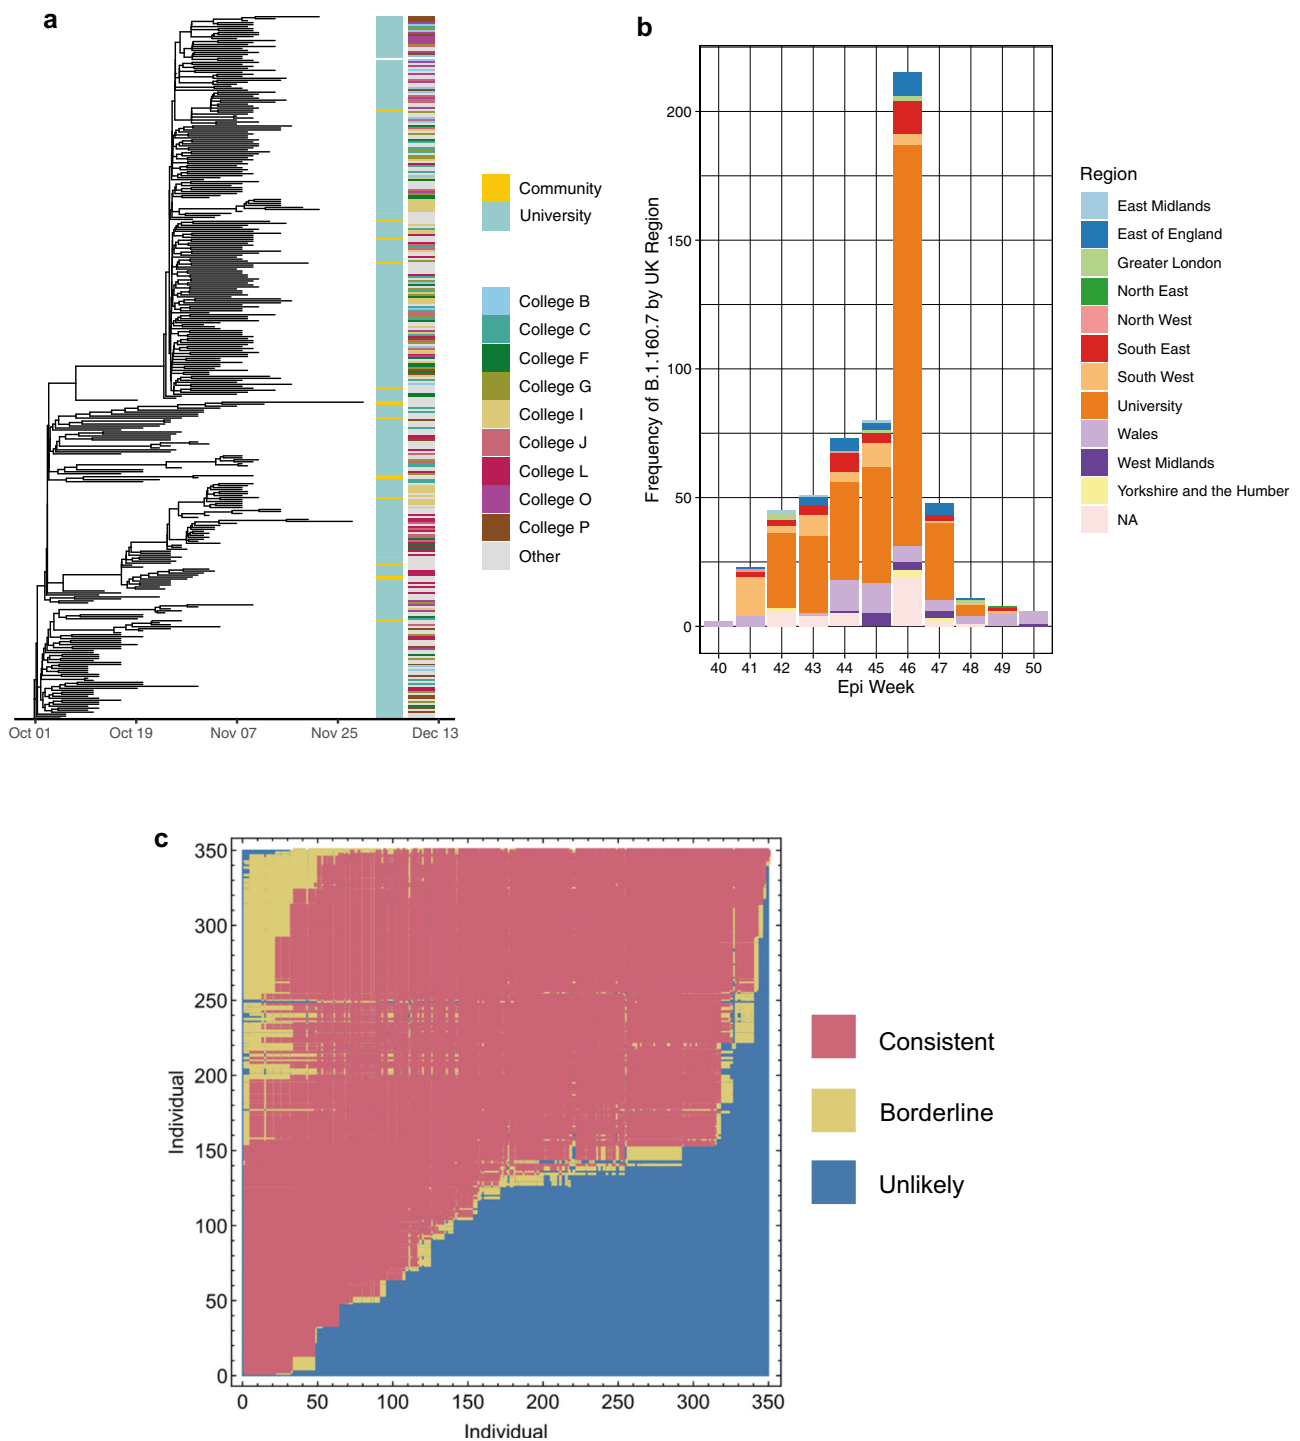 a
Community
University
College B
College C
College F
College G
College I
College J
College L
College O
College P
Other
Oct 01 Oct 19 Nov 07 Nov 25 Dec 13
b
Frequency of B.1.160.7 by UK Region
200
150
100
50
0
40 41 42 43 44 45 46 47 48 49 50
Epi Week
Region
East Midlands
East of England
Greater London
North East
North West
South East
South West
University
Wales
West Midlands
Yorkshire and the Humber
NA
c
Individual
350
300
250
200
150
100
50
0
0 50 100 150 200 250 300 350
Individual
Consistent
Borderline
Unlikely